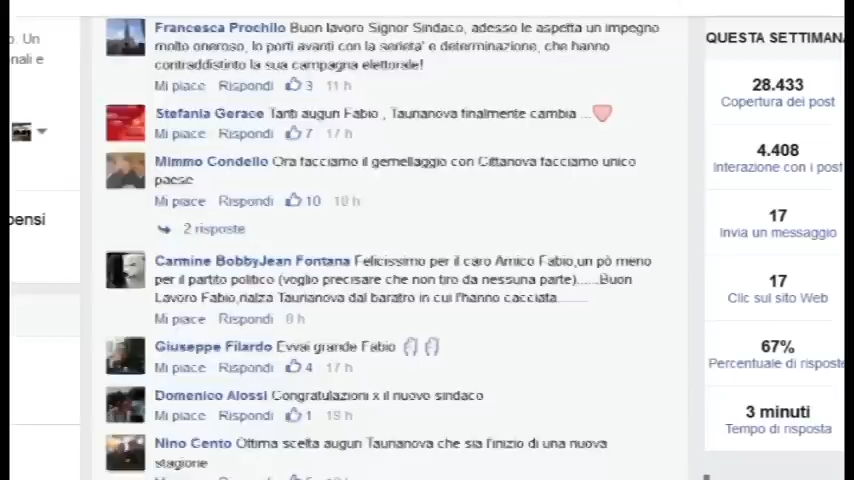 o. Un
nali e
pensi
Francesca Prochilo Buon lavoro Signor Sindaco, adesso le aspetta un impegno
molto oneroso, lo porti avanti con la serieta' e determinazione, che hanno
contraddistinto la sua campagna elettorale!
Mi piace Rispondi 3 11 h
Stefania Gerace Tanti auguri Fabio , Taurianova finalmente cambia ...
Mi piace Rispondi 7 17 h
Mimmo Condello Ora facciamo il gemellaggio con Cittanova facciamo unico
paese
Mi piace Rispondi 10 18 h
2 risposte
Carmine BobbyJean Fontana Felicissimo per il caro Amico Fabio,un pò meno
per il partito politico (voglio precisare che non tiro da nessuna parte)......Buon
Lavoro Fabio,rialza Taurianova dal baratro in cui l'hanno cacciata.........
Mi piace Rispondi 8 h
Giuseppe Filardo Evvai grande Fabio
Mi piace Rispondi 4 17 h
Domenico Alossi Congratulazioni x il nuovo sindaco
Mi piace Rispondi 1 19 h
Nino Cento Ottima scelta auguri Taurianova che sia l'inizio di una nuova
stagione
QUESTA SETTIMANA
28.433
Copertura dei post
4.408
Interazione con i post
17
Invia un messaggio
17
Clic sul sito Web
67%
Percentuale di risposte
3 minuti
Tempo di risposta